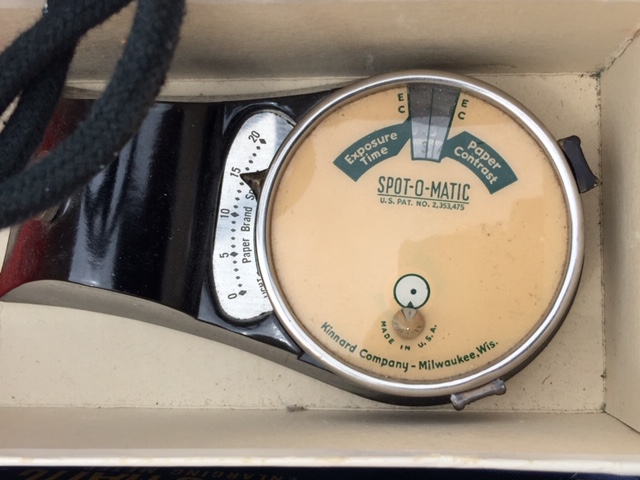 E
C
E
C
Exposure
Time
Paper
Contrast
SPOT-O-MATIC
U.S. PAT. NO. 2,353,475
MADE IN U.S.A.
Kinnard Company - Milwaukee, Wis.
0 5 10 15 20
Paper Brand